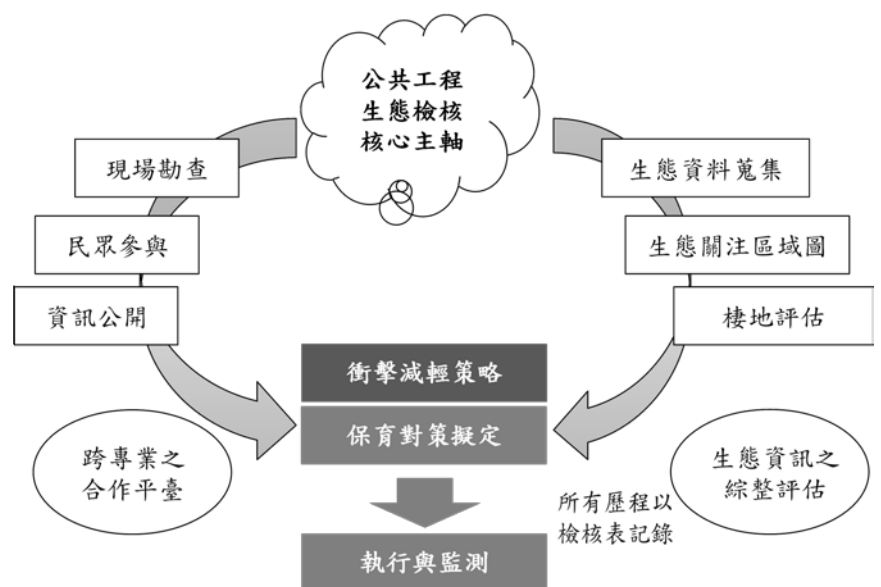 公共工程
生態檢核
核心主軸
現場勘查
民眾參與
資訊公開
生態資料蒐集
生態關注區域圖
棲地評估
衝擊減輕策略
保育對策擬定
跨專業之
合作平臺
生態資訊之
綜整評估
所有歷程以
檢核表記錄
執行與監測